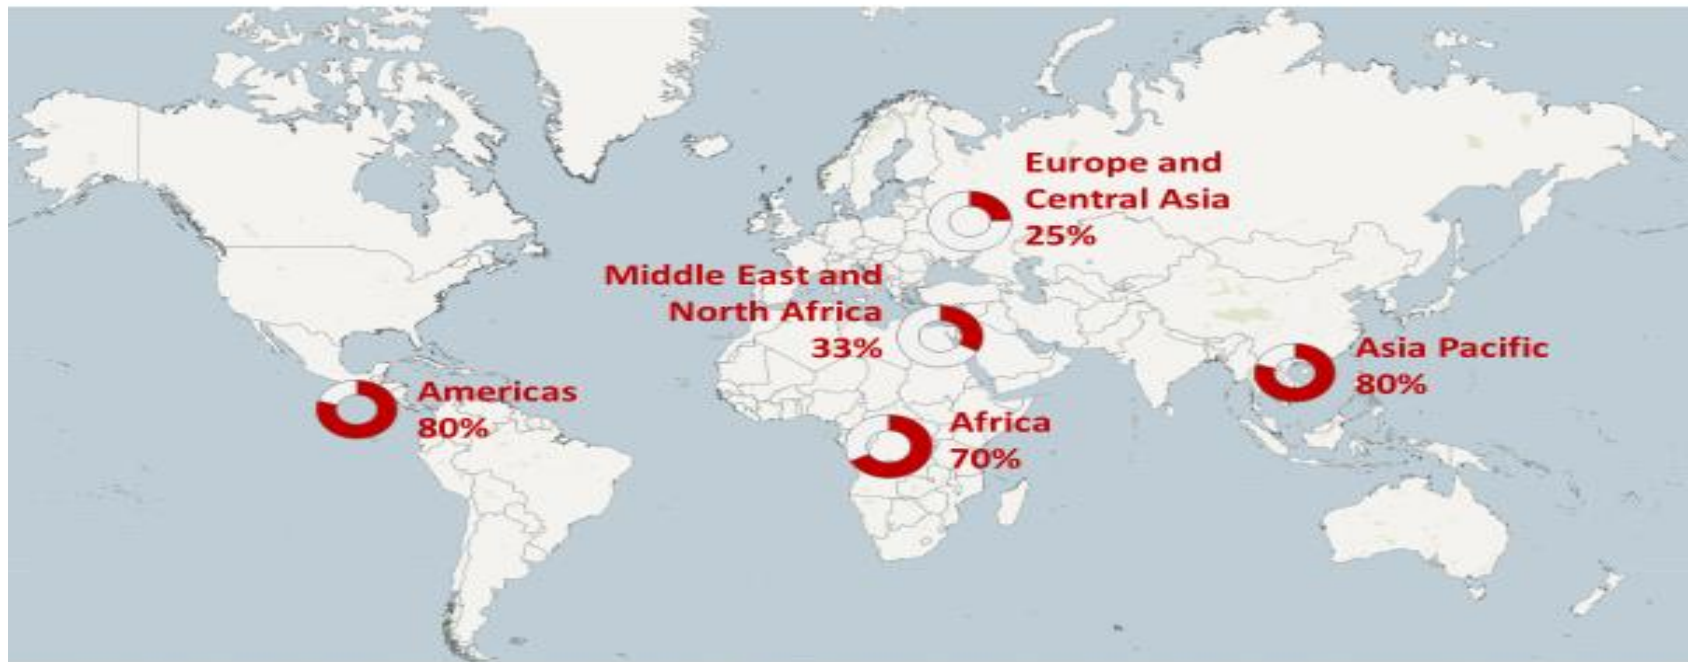 Europe and
Central Asia
25%
Middle East and
North Africa
33%
Asia Pacific
80%
Americas
80%
Africa
70%